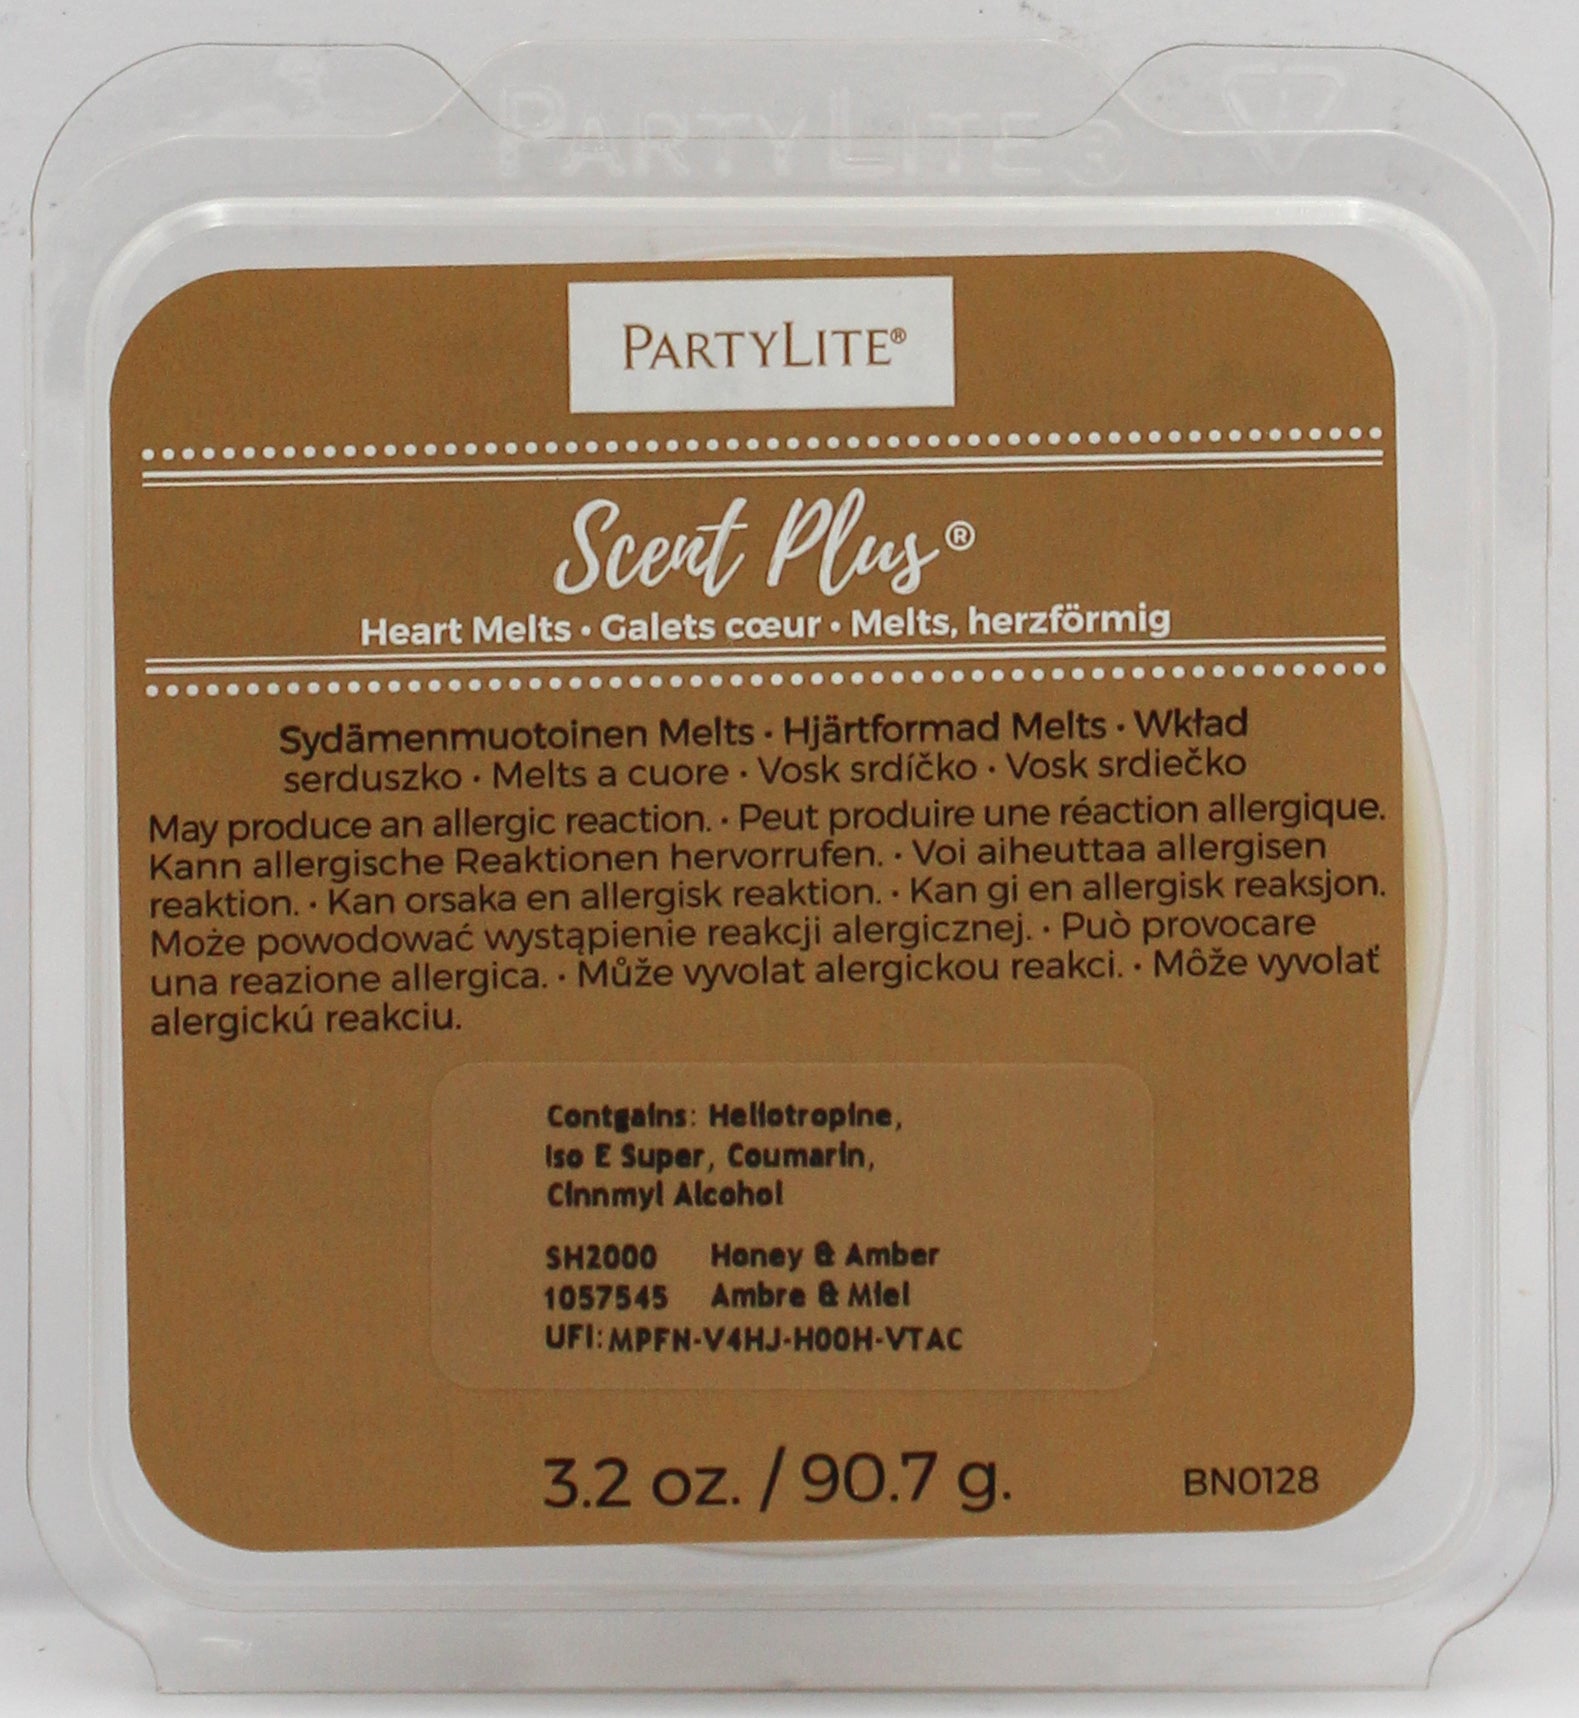 PARTYLITE
PARTYLITE®
Scent Plus®
Heart Melts • Galets cœur • Melts, herzförmig
Sydämenmuotoinen Melts • Hjärtformad Melts • Wkład
serduszko • Melts a cuore • Vosk srdíčko • Vosk srdiečko
May produce an allergic reaction. • Peut produire une réaction allergique.
Kann allergische Reaktionen hervorrufen. • Voi aiheuttaa allergisen
reaktion. • Kan orsaka en allergisk reaktion. • Kan gi en allergisk reaksjon.
Może powodować wystąpienie reakcji alergicznej. • Può provocare
una reazione allergica. • Může vyvolat alergickou reakci. • Môže vyvolať
alergickú reakciu.
Contgains: Heliotropine,
Iso E Super, Coumarin,
Cinnmyl Alcohol
SH2000 Honey & Amber
1057545 Ambre & Miel
UFI: MPFN-V4HJ-H00H-VTAC
3.2 oz. / 90.7 g.
BN0128